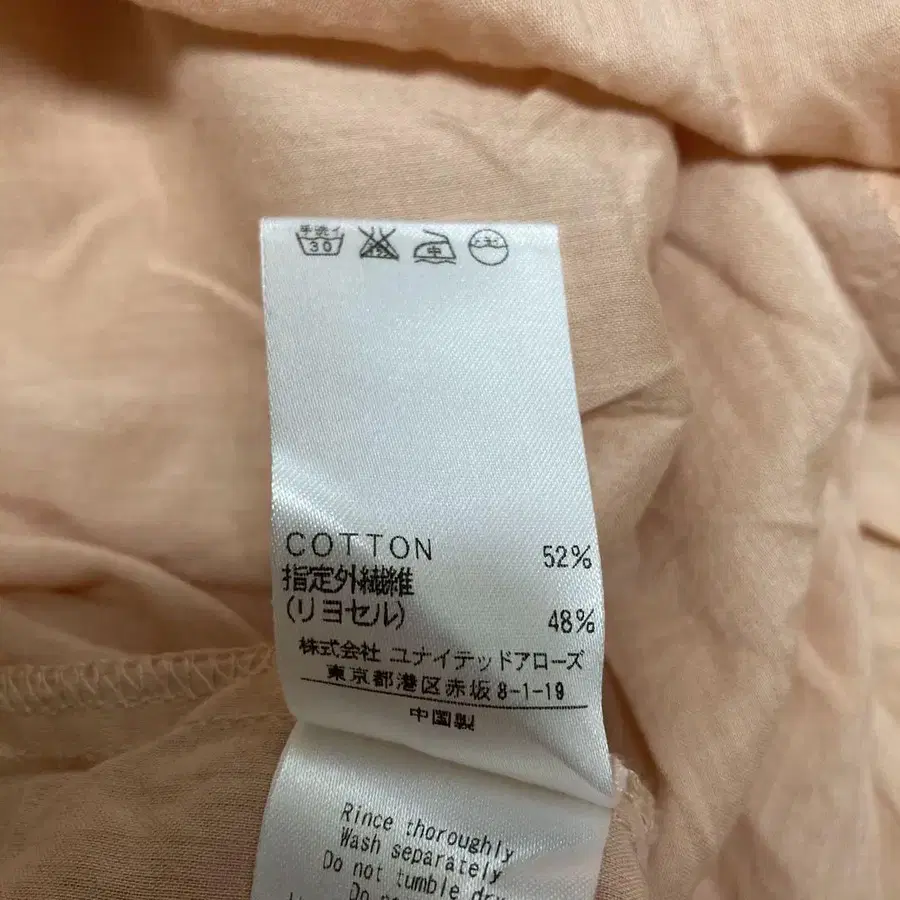 手洗イ
30
中
COTTON 52%
指定外繊維
(リヨセル) 48%
株式会社 ユナイテッドアローズ
東京都港区赤坂8-1-19
中国製
Rince thoroughly
Wash separately
Do not tumble dry
Do